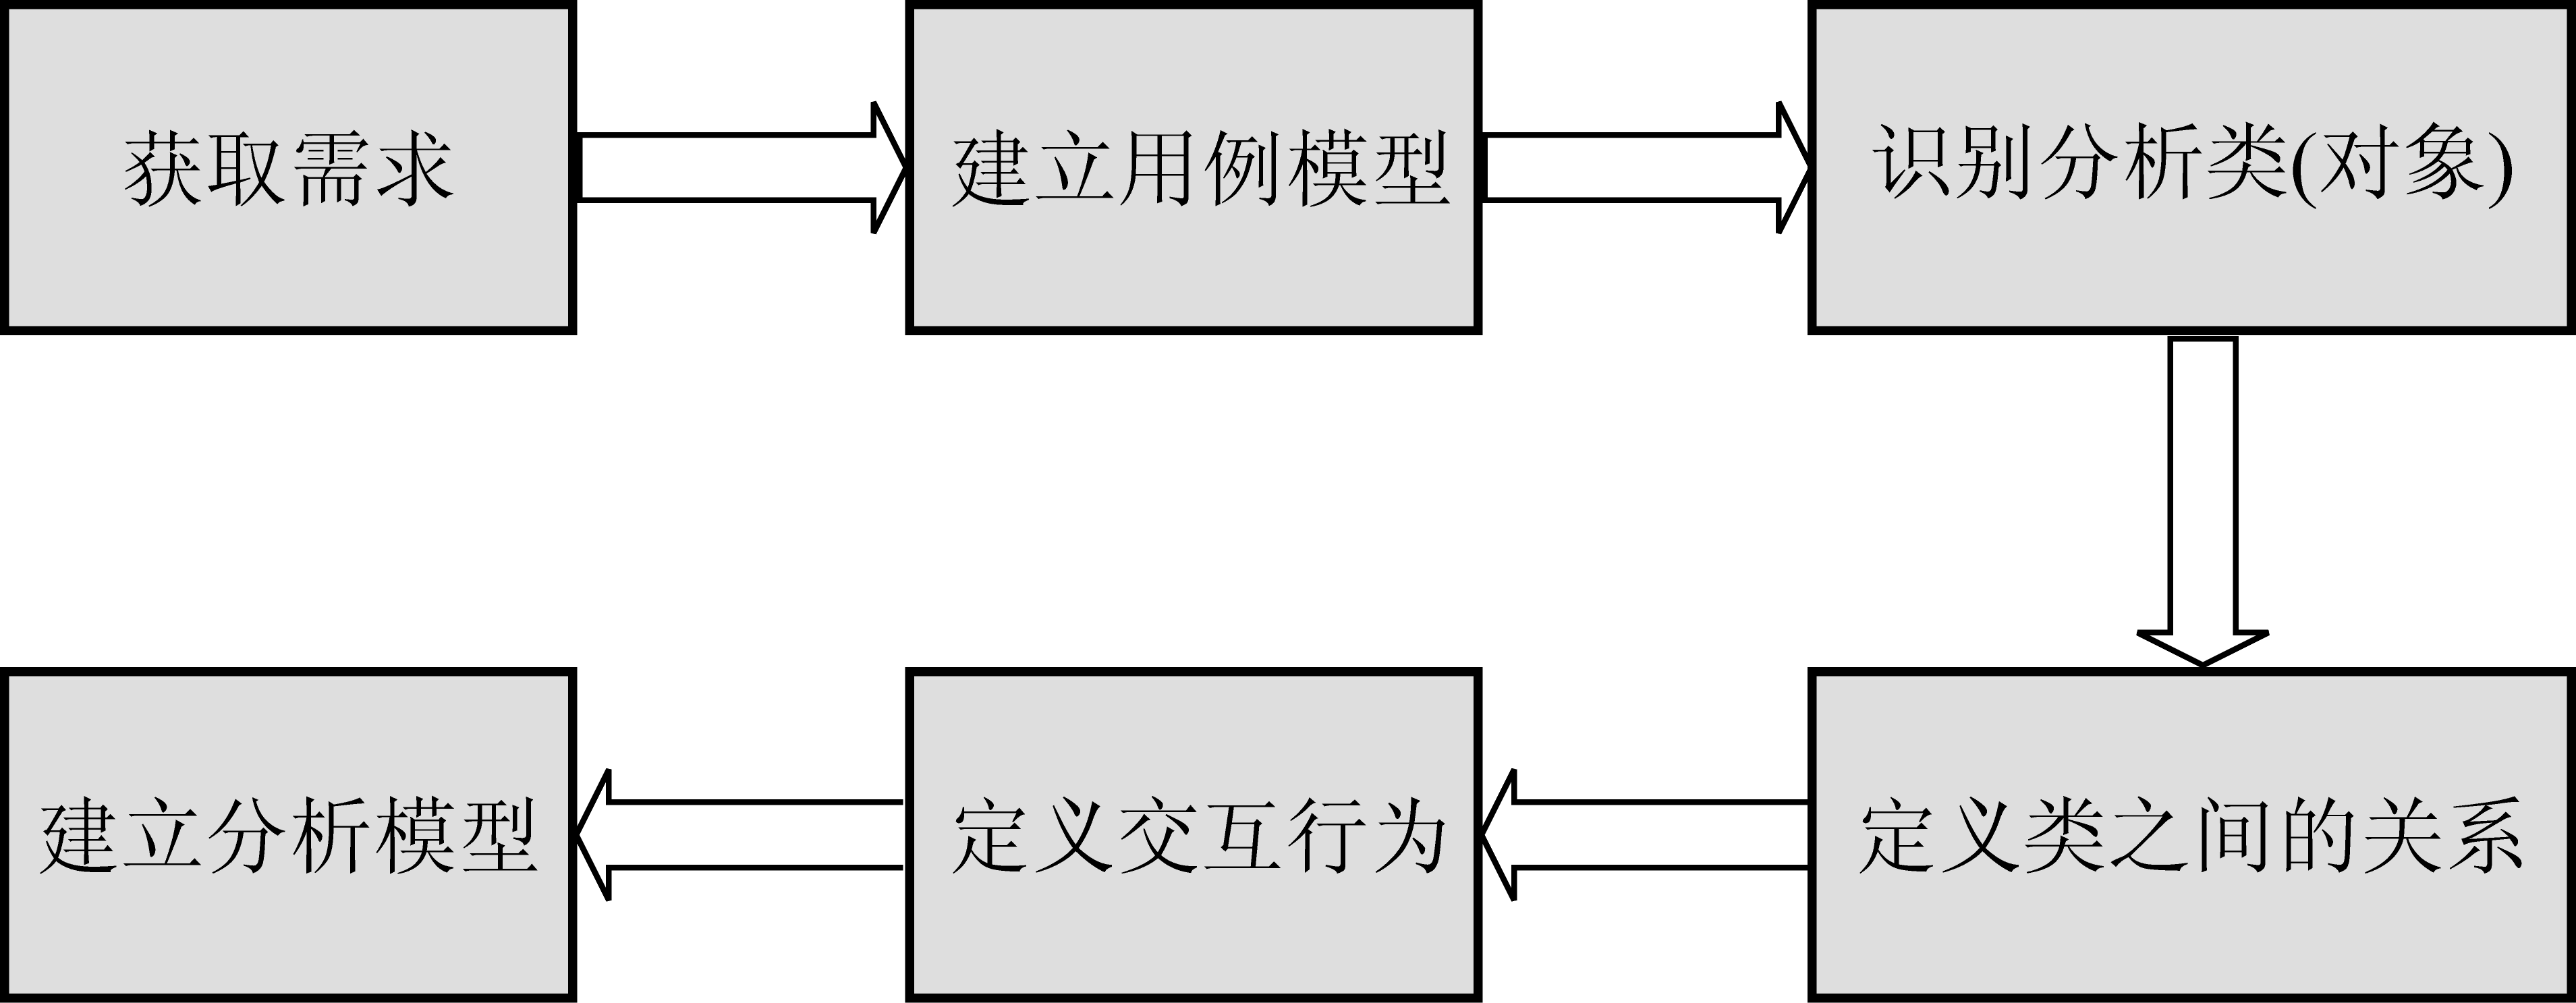 获取需求
建立用例模型
识别分析类(对象)
定义类之间的关系
定义交互行为
建立分析模型